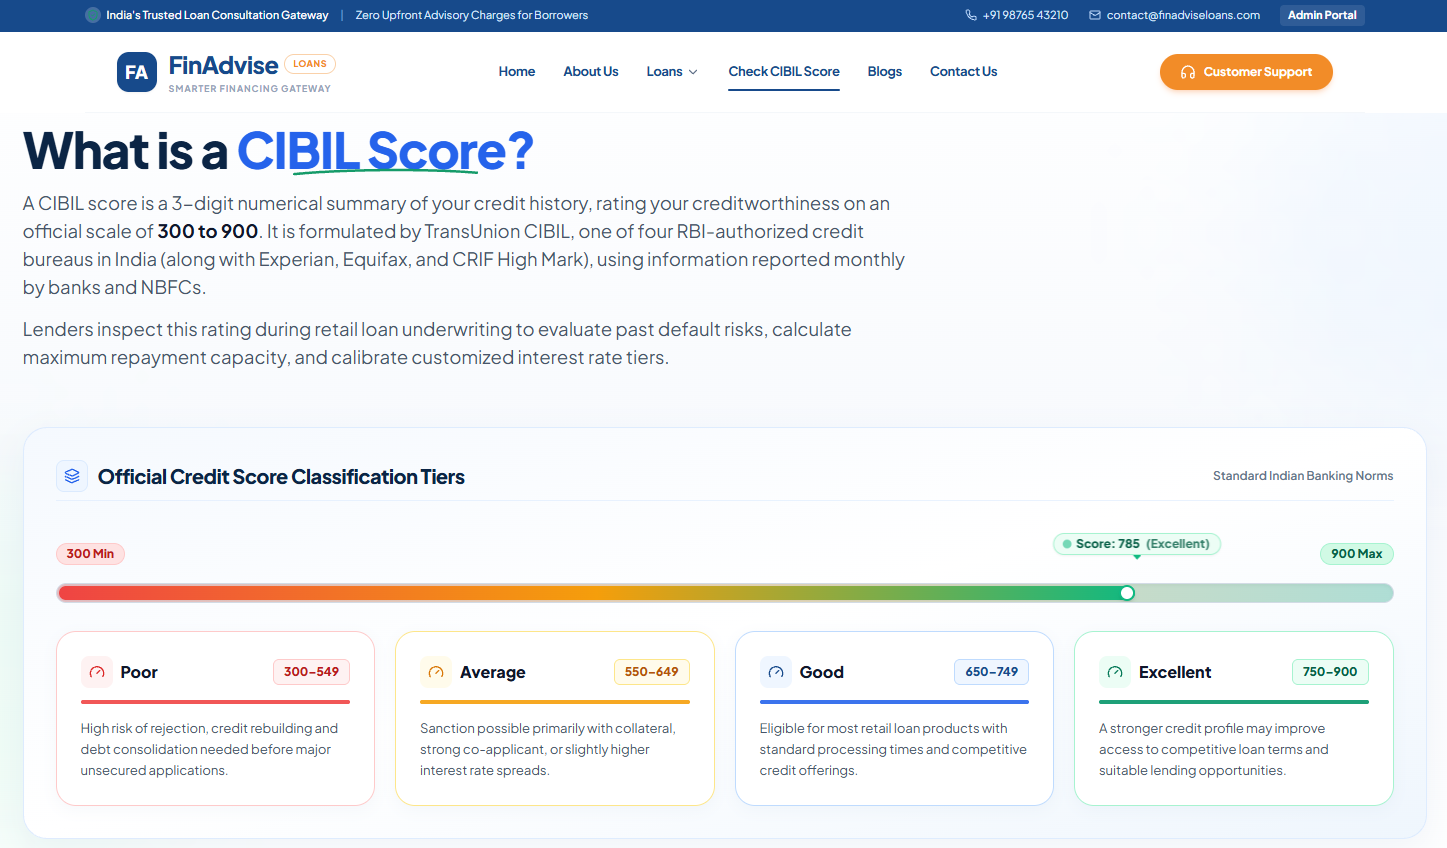 India's Trusted Loan Consultation Gateway | Zero Upfront Advisory Charges for Borrowers +91 98765 43210 contact@finadviseloans.com Admin Portal
FA FinAdvise LOANS
SMARTER FINANCING GATEWAY
Home About Us Loans Check CIBIL Score Blogs Contact Us Customer Support
What is a CIBIL Score?
A CIBIL score is a 3-digit numerical summary of your credit history, rating your creditworthiness on an
official scale of 300 to 900. It is formulated by TransUnion CIBIL, one of four RBI-authorized credit
bureaus in India (along with Experian, Equifax, and CRIF High Mark), using information reported monthly
by banks and NBFCs.
Lenders inspect this rating during retail loan underwriting to evaluate past default risks, calculate
maximum repayment capacity, and calibrate customized interest rate tiers.
Official Credit Score Classification Tiers Standard Indian Banking Norms
300 Min Score: 785 (Excellent) 900 Max
Poor 300–549
High risk of rejection, credit rebuilding and
debt consolidation needed before major
unsecured applications.
Average 550–649
Sanction possible primarily with collateral,
strong co-applicant, or slightly higher
interest rate spreads.
Good 650–749
Eligible for most retail loan products with
standard processing times and competitive
credit offerings.
Excellent 750–900
A stronger credit profile may improve
access to competitive loan terms and
suitable lending opportunities.